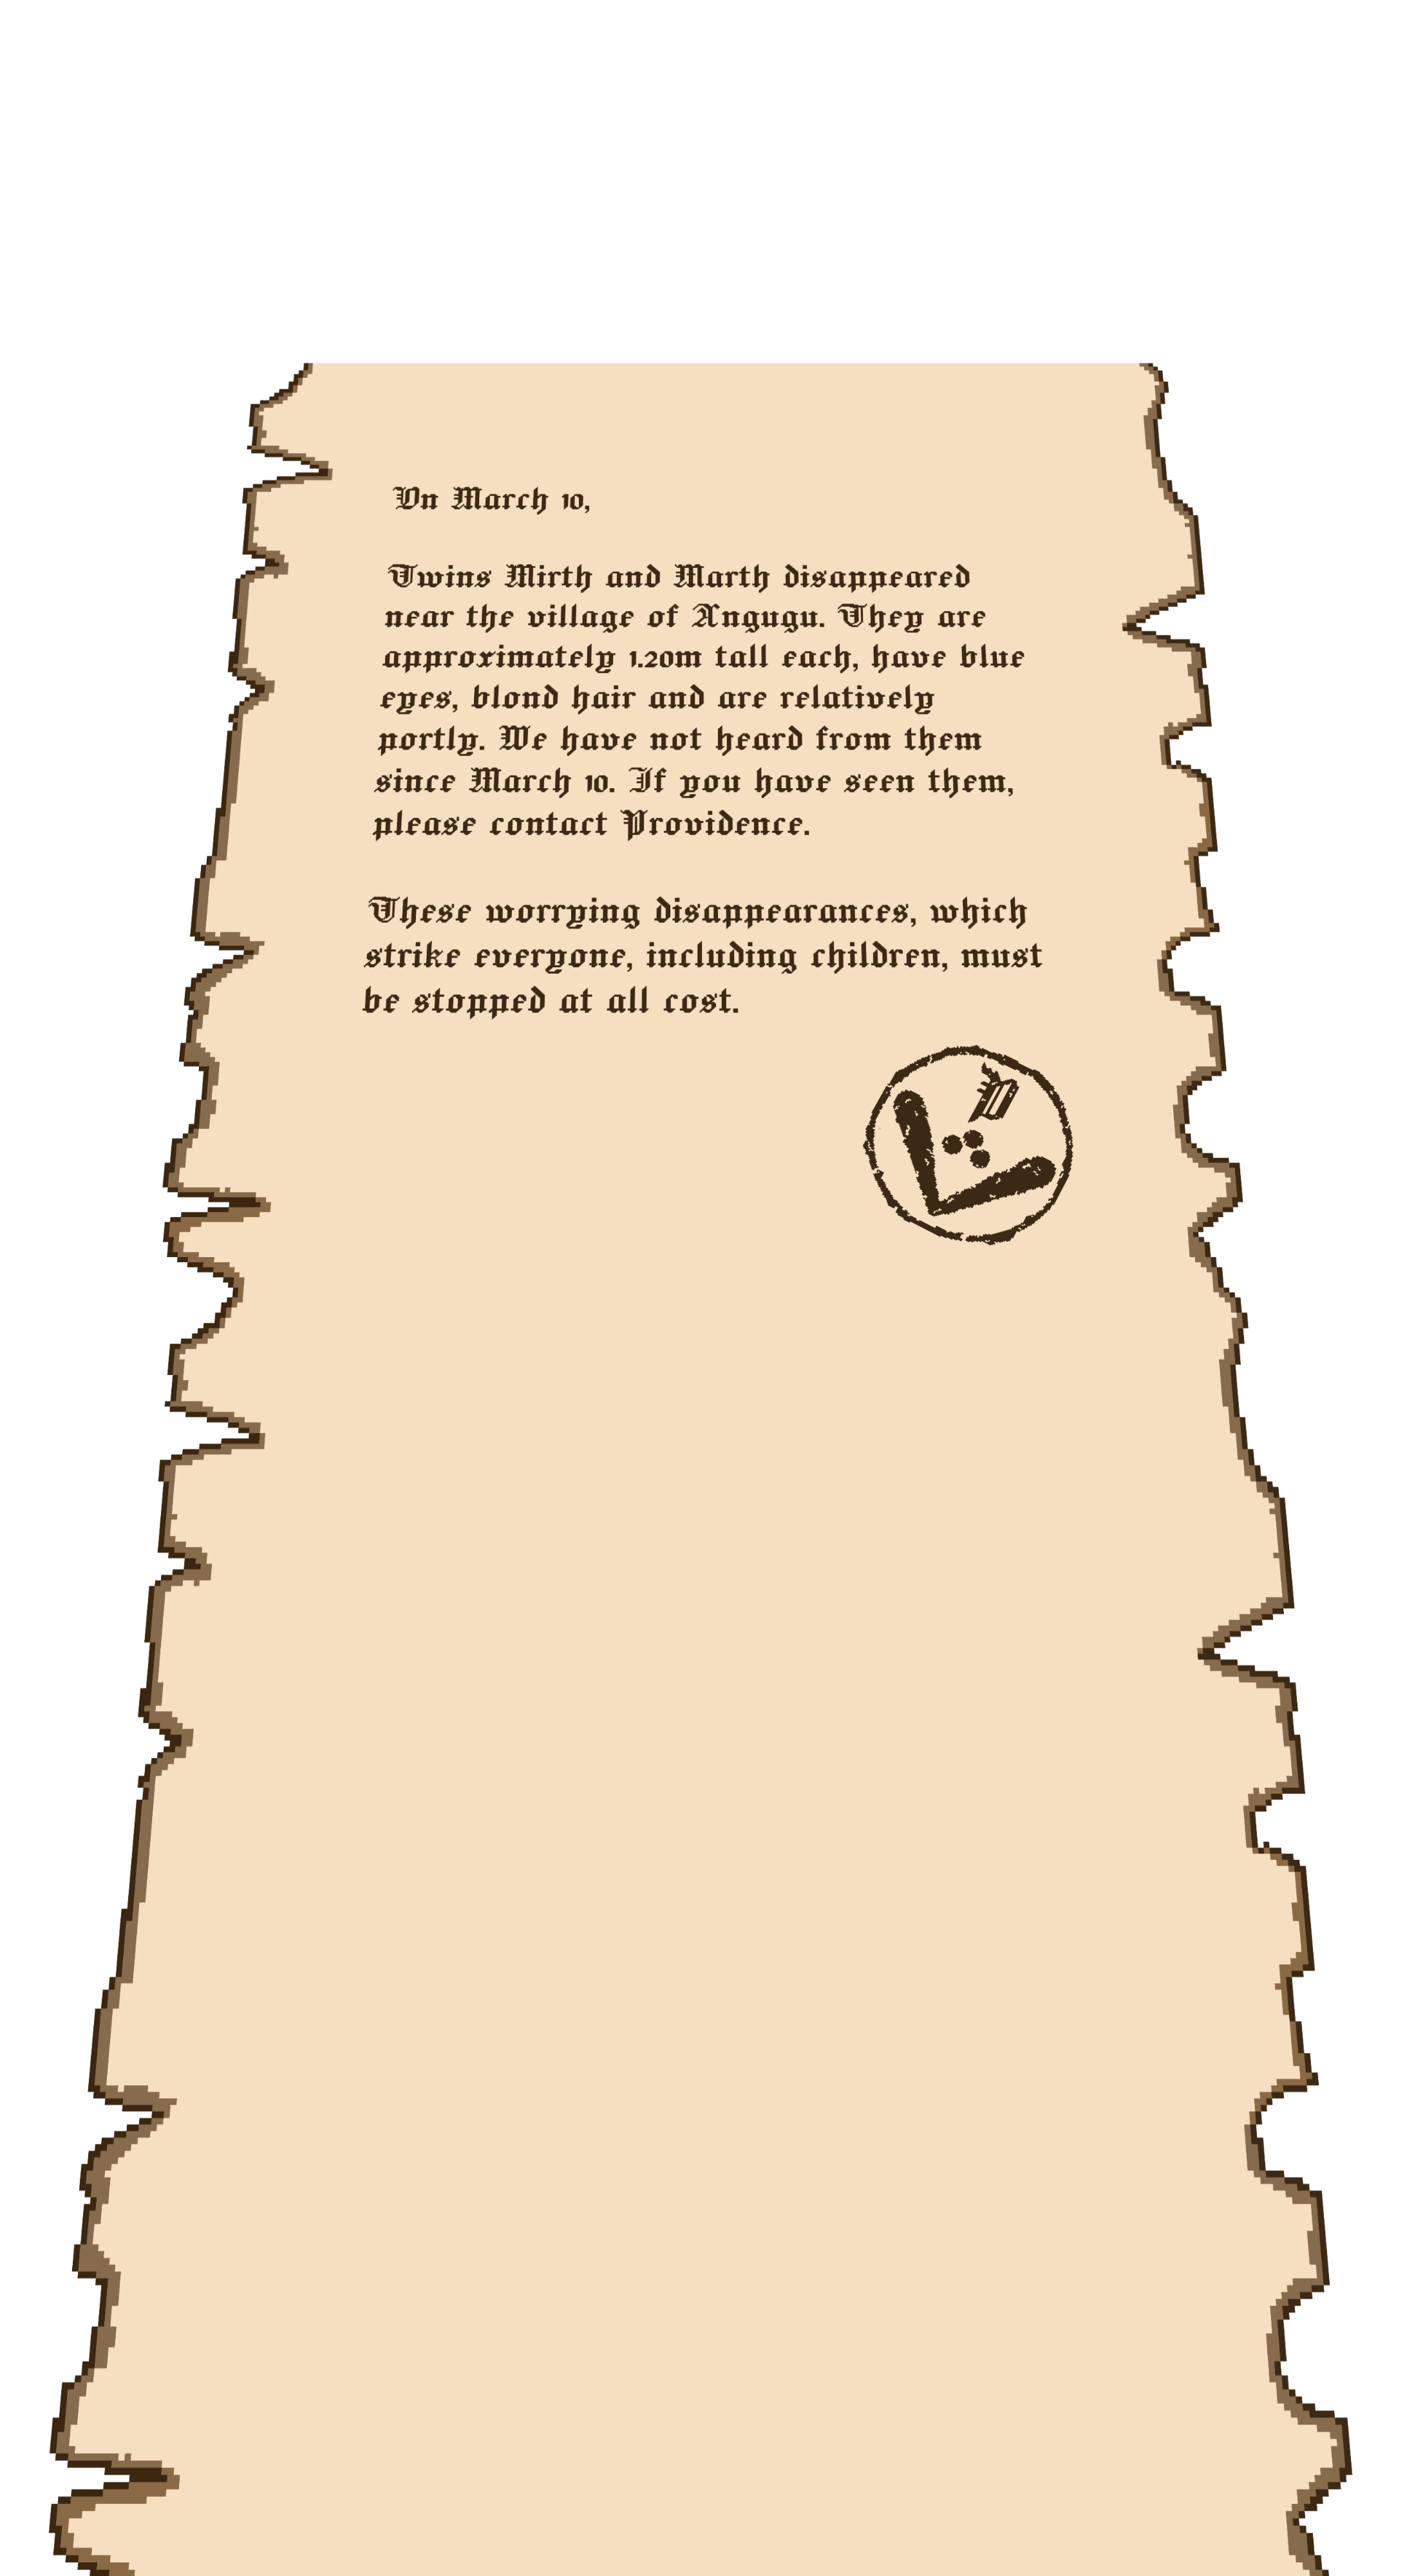 On March 10,
Twins Mirth and Marth disappeared
near the village of Angugu. They are
approximately 1.20m tall each, have blue
eyes, blond hair and are relatively
portly. We have not heard from them
since March 10. If you have seen them,
please contact Providence.
These worrying disappearances, which
strike everyone, including children, must
be stopped at all cost.